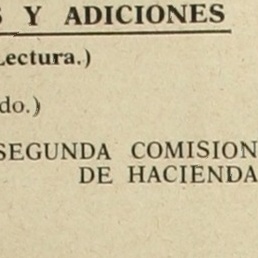 S Y ADICIONES
Lectura.)
do.)
SEGUNDA COMISION
DE HACIENDA